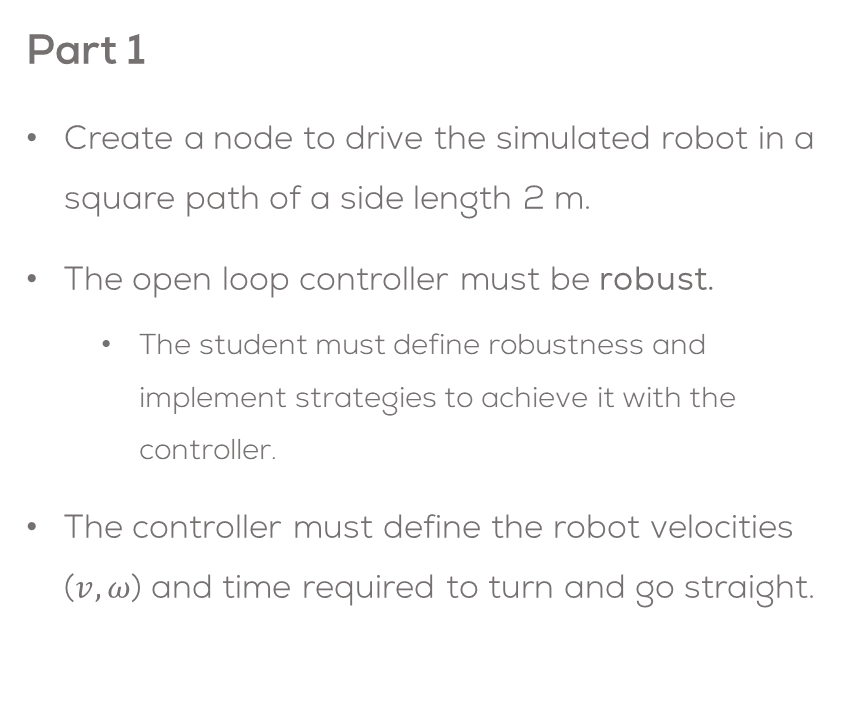 Part 1
• Create a node to drive the simulated robot in a
square path of a side length 2 m.
• The open loop controller must be robust.
• The student must define robustness and
implement strategies to achieve it with the
controller.
• The controller must define the robot velocities
(𝑣, 𝜔) and time required to turn and go straight.